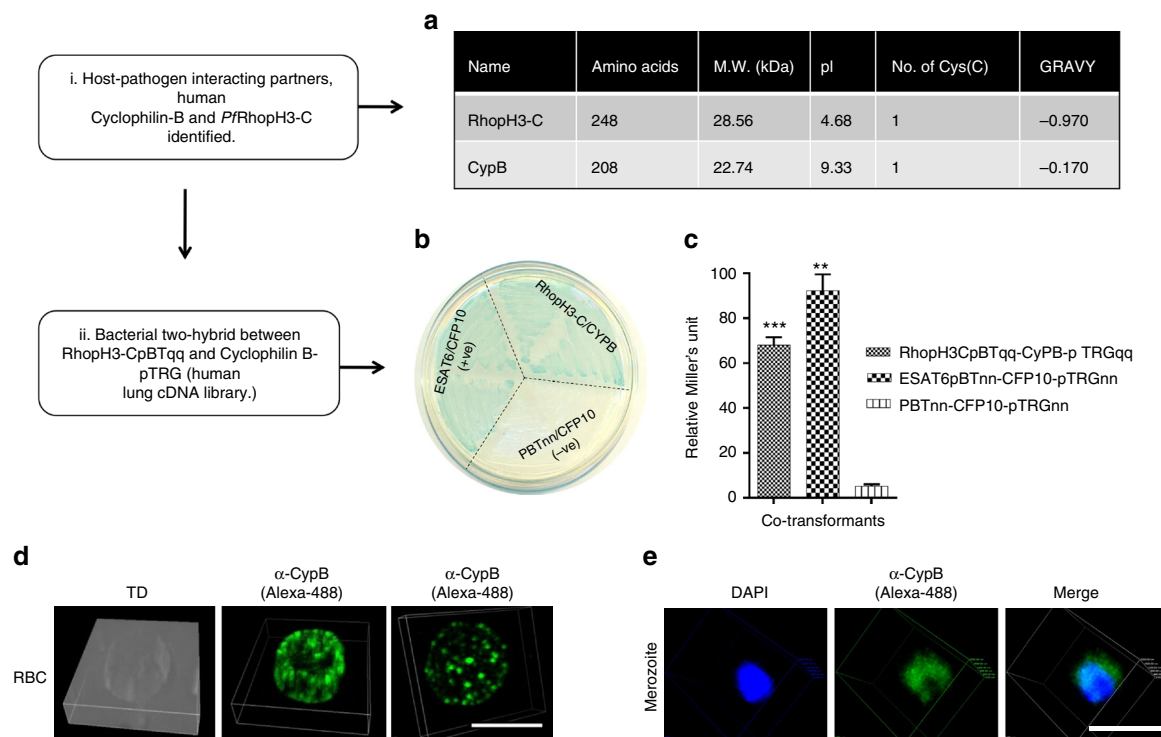 a
i. Host-pathogen interacting partners,
human
Cyclophilin-B and PfRhopH3-C
identified.
Name Amino acids M.W. (kDa) pI No. of Cys(C) GRAVY
RhopH3-C 248 28.56 4.68 1 –0.970
CypB 208 22.74 9.33 1 –0.170
ii. Bacterial two-hybrid between
RhopH3-CpBTqq and Cyclophilin B-
pTRG (human
lung cDNA library.)
b
RhopH3-C/CYPB
ESAT6/CFP10
(+ve)
PBTnn/CFP10
(–ve)
c
Relative Miller's unit
100
80
60
40
20
0
***
**
Co-transformants
RhopH3CpBTqq-CyPB-p TRGqq
ESAT6pBTnn-CFP10-pTRGnn
PBTnn-CFP10-pTRGnn
d
TD
α-CypB
(Alexa-488)
α-CypB
(Alexa-488)
RBC
e
DAPI
α-CypB
(Alexa-488)
Merge
Merozoite